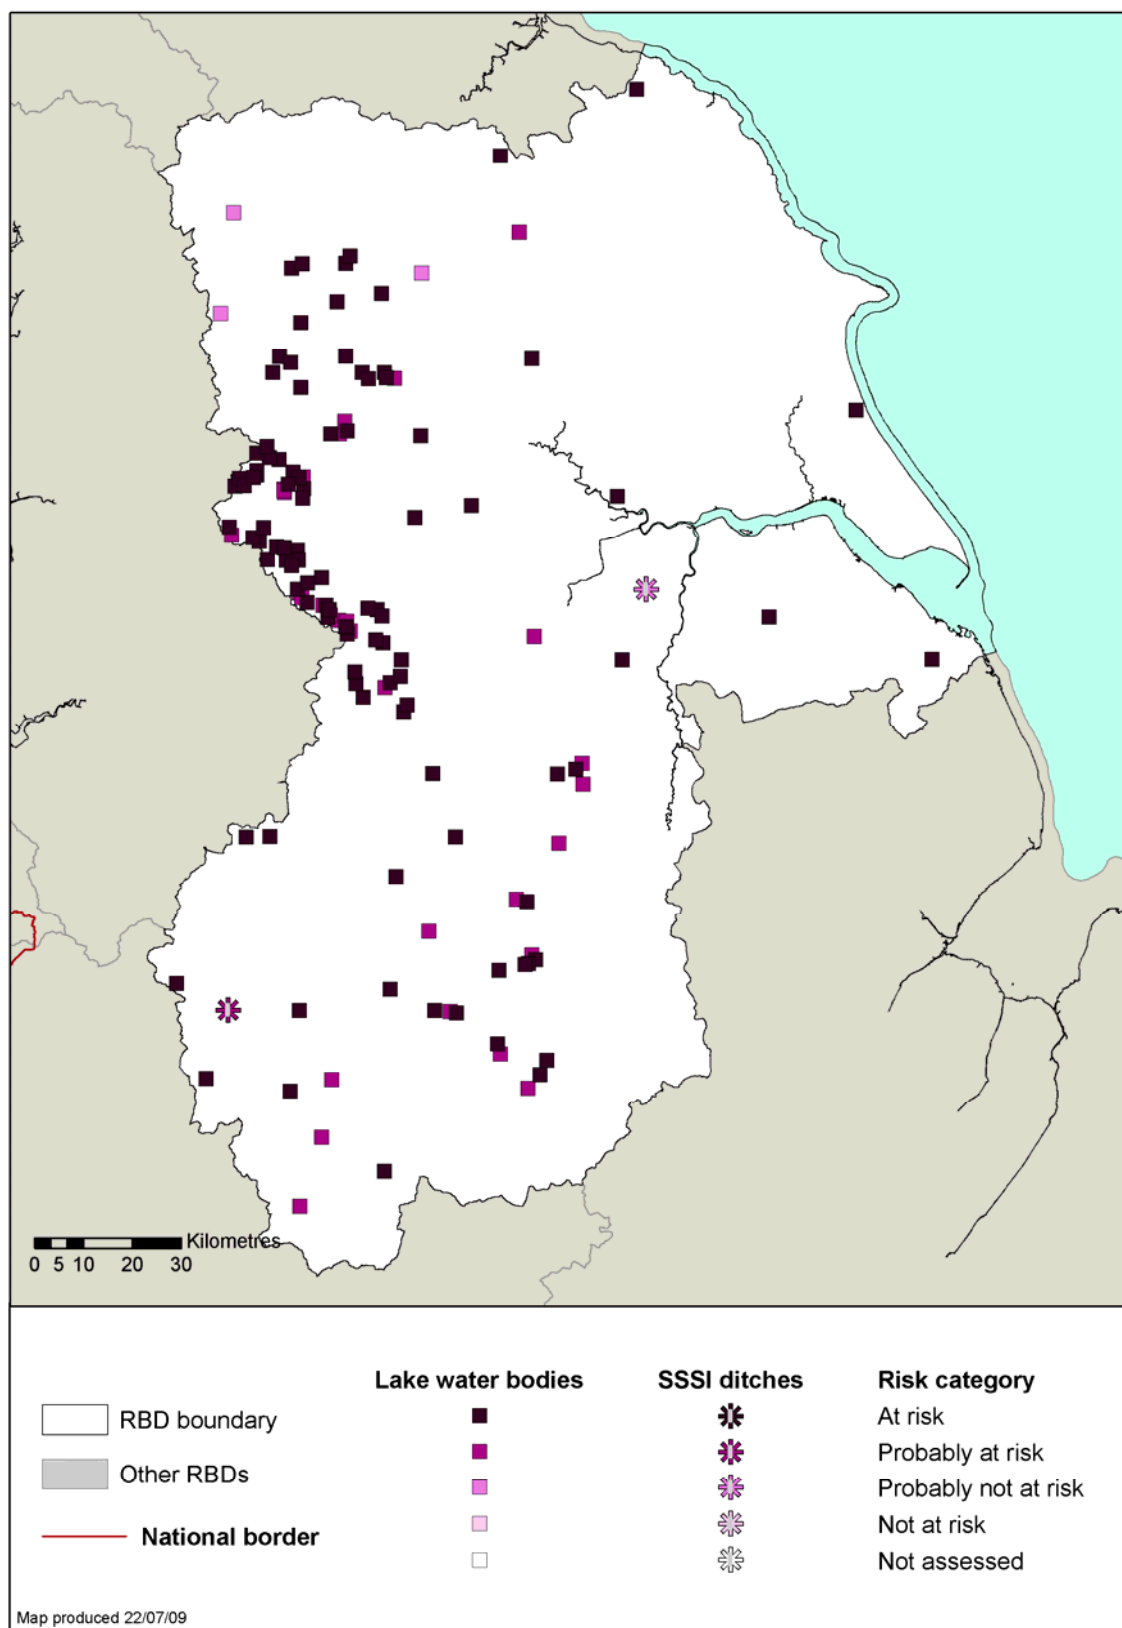 Kilometres
0 5 10 20 30
Lake water bodies SSSI ditches Risk category
RBD boundary At risk
Probably at risk
Other RBDs Probably not at risk
National border Not at risk
Not assessed
Map produced 22/07/09